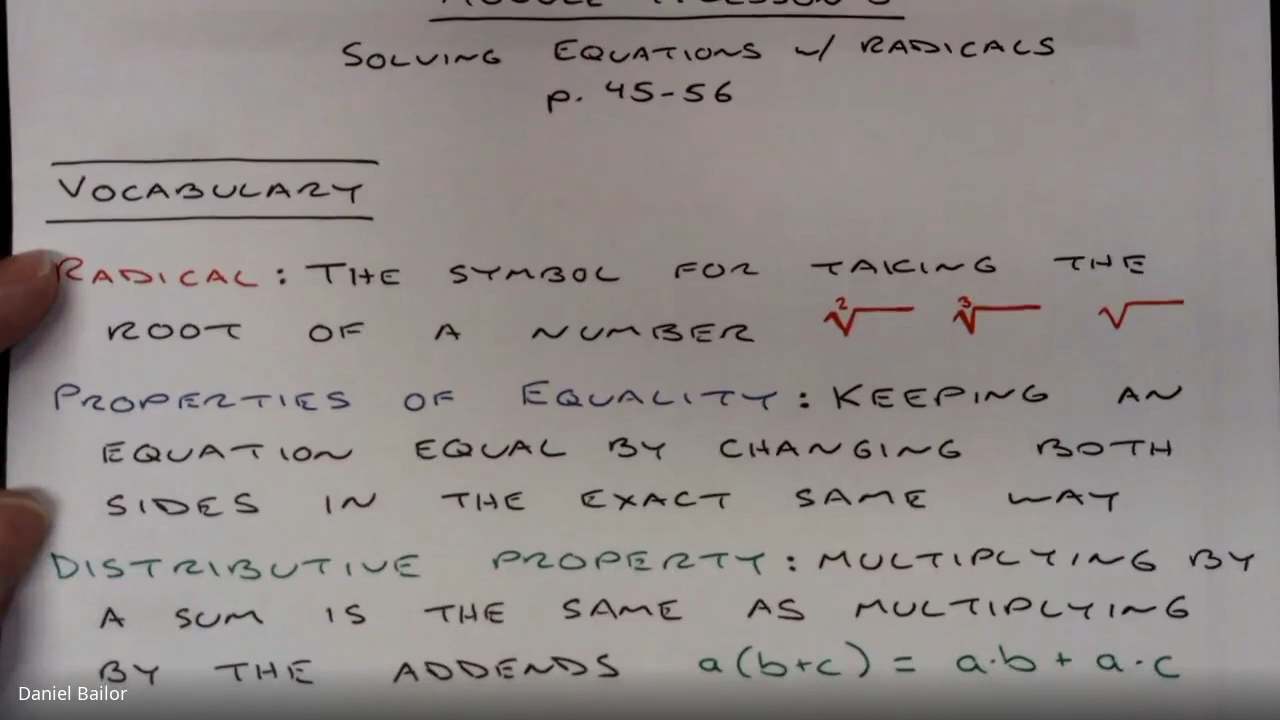 SOLVING EQUATIONS w/ RADICALS
p. 45-56
VOCABULARY
RADICAL: THE SYMBOL FOR TAKING THE
ROOT OF A NUMBER ²√ ³√ √
PROPERTIES OF EQUALITY: KEEPING AN
EQUATION EQUAL BY CHANGING BOTH
SIDES IN THE EXACT SAME WAY
DISTRIBUTIVE PROPERTY: MULTIPLYING BY
A SUM IS THE SAME AS MULTIPLYING
BY THE ADDENDS a(b+c) = a·b + a·c
Daniel Bailor